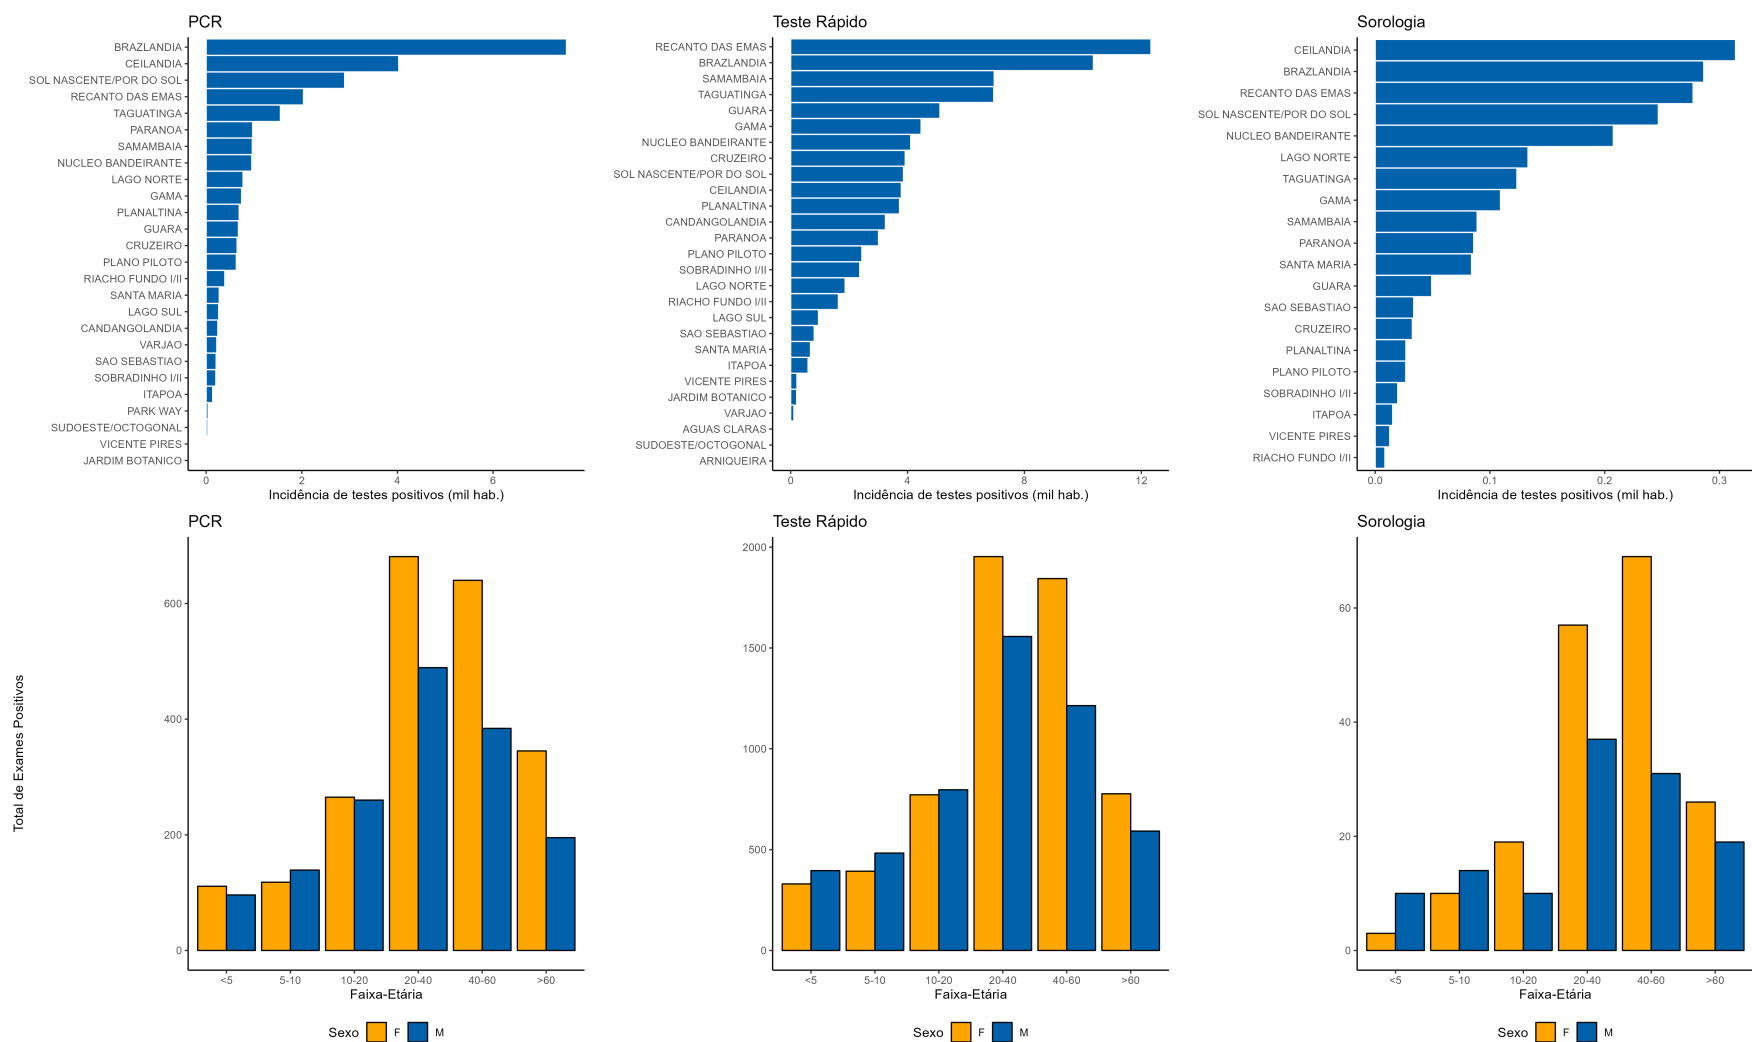 PCR
BRAZLANDIA
CEILANDIA
SOL NASCENTE/POR DO SOL
RECANTO DAS EMAS
TAGUATINGA
PARANOA
SAMAMBAIA
NUCLEO BANDEIRANTE
LAGO NORTE
GAMA
PLANALTINA
GUARA
CRUZEIRO
PLANO PILOTO
RIACHO FUNDO I/II
SANTA MARIA
LAGO SUL
CANDANGOLANDIA
VARJAO
SAO SEBASTIAO
SOBRADINHO I/II
ITAPOA
PARK WAY
SUDOESTE/OCTOGONAL
VICENTE PIRES
JARDIM BOTANICO
0 2 4 6
Incidência de testes positivos (mil hab.)
Teste Rápido
RECANTO DAS EMAS
BRAZLANDIA
SAMAMBAIA
TAGUATINGA
GUARA
GAMA
NUCLEO BANDEIRANTE
CRUZEIRO
SOL NASCENTE/POR DO SOL
CEILANDIA
PLANALTINA
CANDANGOLANDIA
PARANOA
PLANO PILOTO
SOBRADINHO I/II
LAGO NORTE
RIACHO FUNDO I/II
LAGO SUL
SAO SEBASTIAO
SANTA MARIA
ITAPOA
VICENTE PIRES
JARDIM BOTANICO
VARJAO
AGUAS CLARAS
SUDOESTE/OCTOGONAL
ARNIQUEIRA
0 4 8 12
Incidência de testes positivos (mil hab.)
Sorologia
CEILANDIA
BRAZLANDIA
RECANTO DAS EMAS
SOL NASCENTE/POR DO SOL
NUCLEO BANDEIRANTE
LAGO NORTE
TAGUATINGA
GAMA
SAMAMBAIA
PARANOA
SANTA MARIA
GUARA
SAO SEBASTIAO
CRUZEIRO
PLANALTINA
PLANO PILOTO
SOBRADINHO I/II
ITAPOA
VICENTE PIRES
RIACHO FUNDO I/II
0.0 0.1 0.2 0.3
Incidência de testes positivos (mil hab.)
Total de Exames Positivos
PCR
600
400
200
0
<5 5-10 10-20 20-40 40-60 >60
Faixa-Etária
Sexo F M
Teste Rápido
2000
1500
1000
500
0
<5 5-10 10-20 20-40 40-60 >60
Faixa-Etária
Sexo F M
Sorologia
60
40
20
0
<5 5-10 10-20 20-40 40-60 >60
Faixa-Etária
Sexo F M